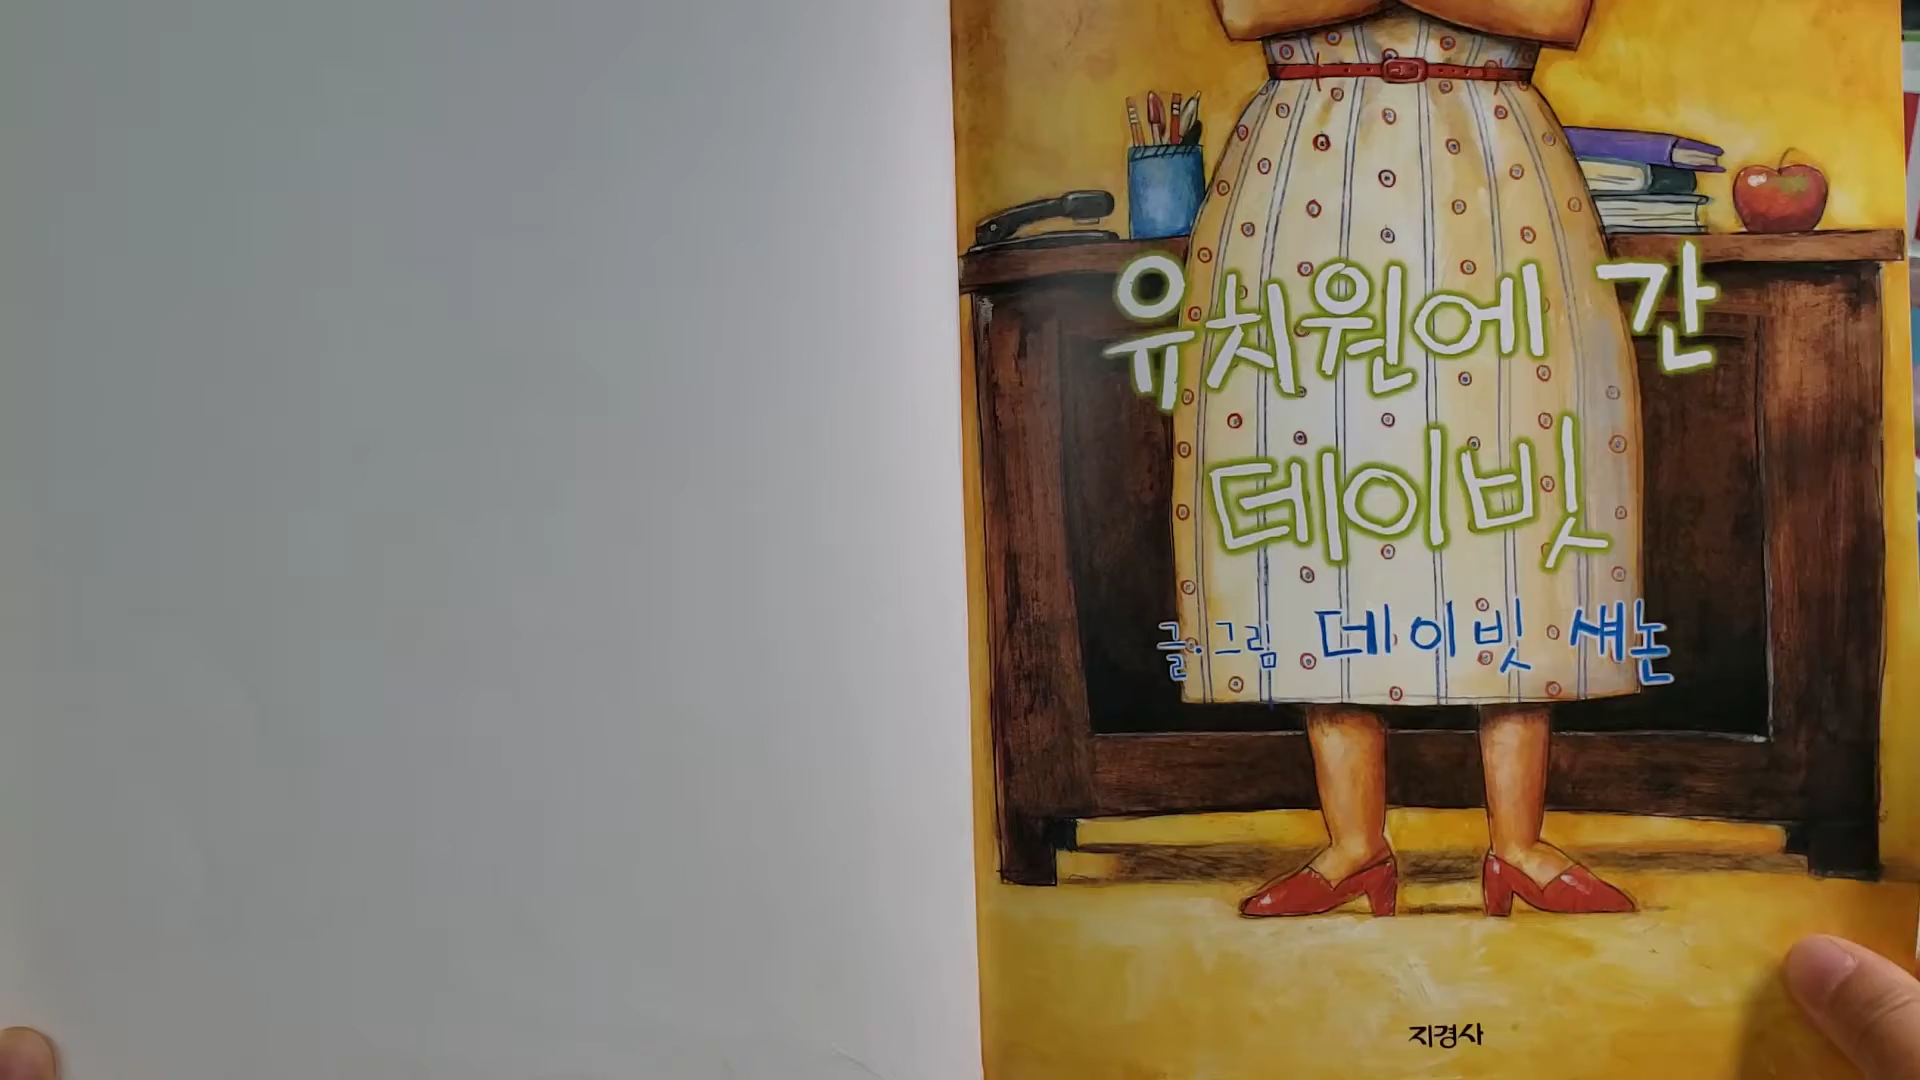 유치원에 간
데이빗
글·그림 데이빗 섀논
지경사